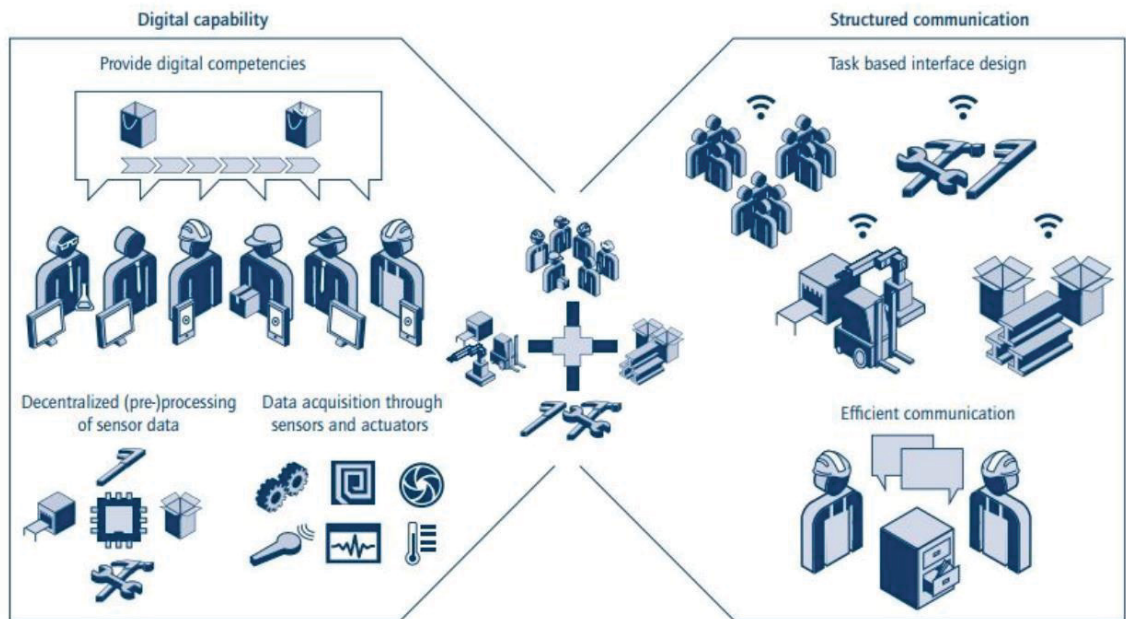 Digital capability
Provide digital competencies
Decentralized (pre-)processing
of sensor data
Data acquisition through
sensors and actuators
Structured communication
Task based interface design
Efficient communication